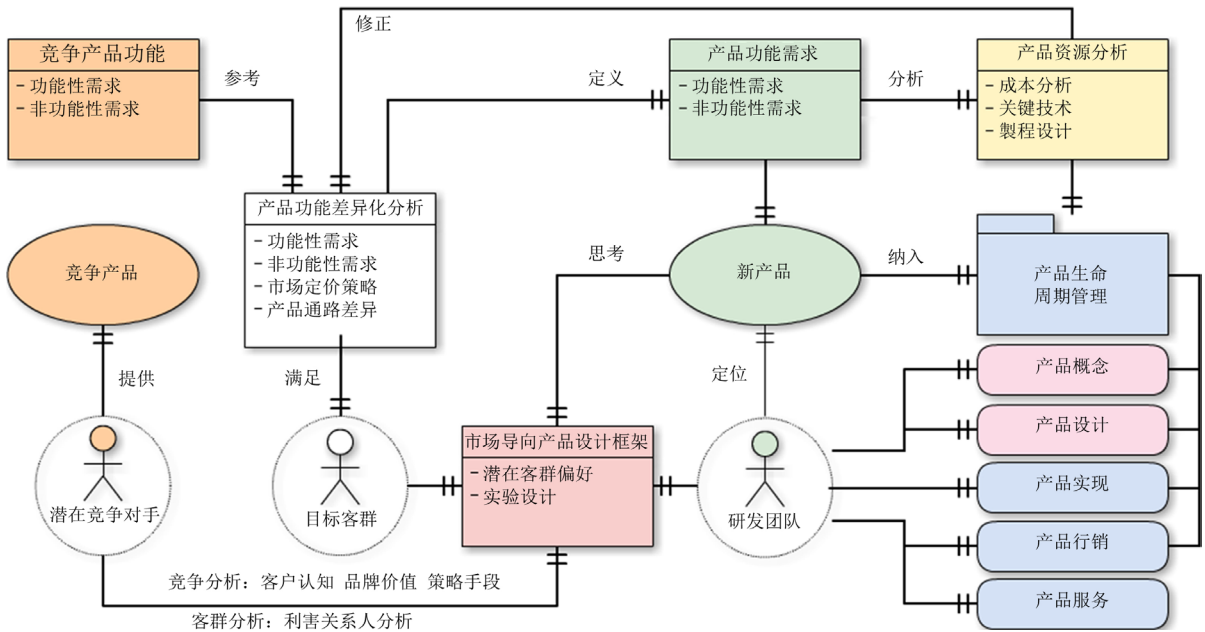 修正
竞争产品功能
- 功能性需求
- 非功能性需求
参考
定义
产品功能需求
- 功能性需求
- 非功能性需求
分析
产品资源分析
- 成本分析
- 关键技术
- 製程设计
产品功能差异化分析
- 功能性需求
- 非功能性需求
- 市场定价策略
- 产品通路差异
竞争产品
思考
新产品
纳入
产品生命
周期管理
提供
满足
定位
产品概念
产品设计
产品实现
产品行销
产品服务
潜在竞争对手
目标客群
市场导向产品设计框架
- 潜在客群偏好
- 实验设计
研发团队
竞争分析：客户认知 品牌价值 策略手段
客群分析：利害关系人分析